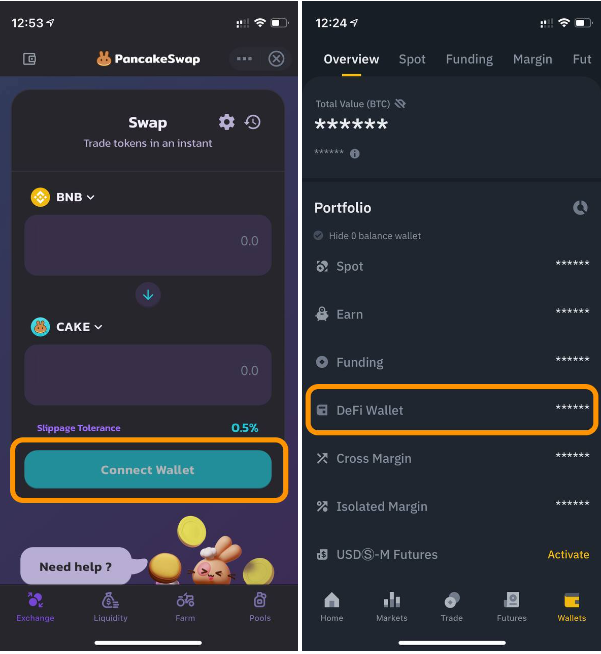 12:53
PancakeSwap
Swap
Trade tokens in an instant
BNB
0.0
CAKE
0.0
Slippage Tolerance 0.5%
Connect Wallet
Need help ?
Exchange Liquidity Farm Pools
12:24
Overview Spot Funding Margin Fut
Total Value (BTC)
******
******
Portfolio
Hide 0 balance wallet
Spot ******
Earn ******
Funding ******
DeFi Wallet ******
Cross Margin ******
Isolated Margin ******
USDⓈ-M Futures Activate
Home Markets Trade Futures Wallets